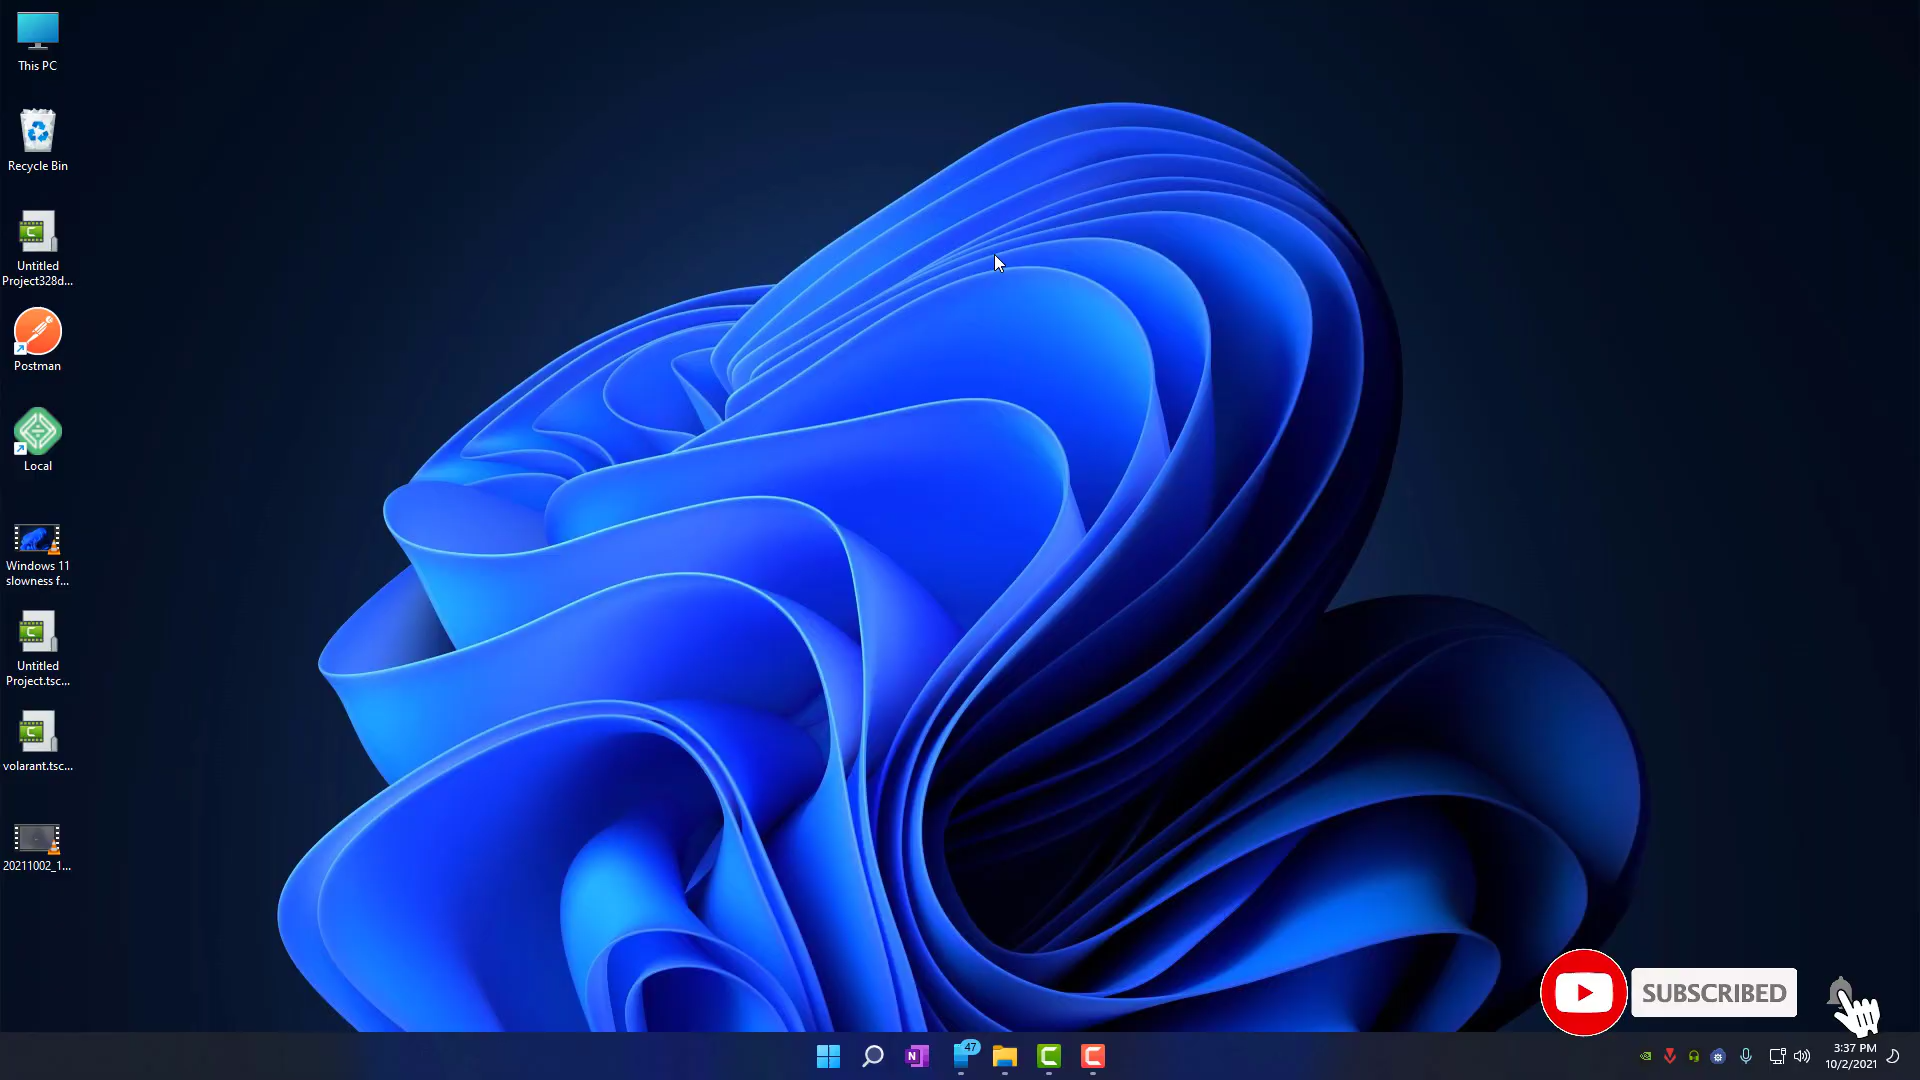 This PC
Recycle Bin
Untitled
Project328d...
Postman
Local
Windows 11
slowness f...
Untitled
Project.tsc...
volarant.tsc...
20211002_1...
SUBSCRIBED
N
47
C
C
3:37 PM
10/2/2021